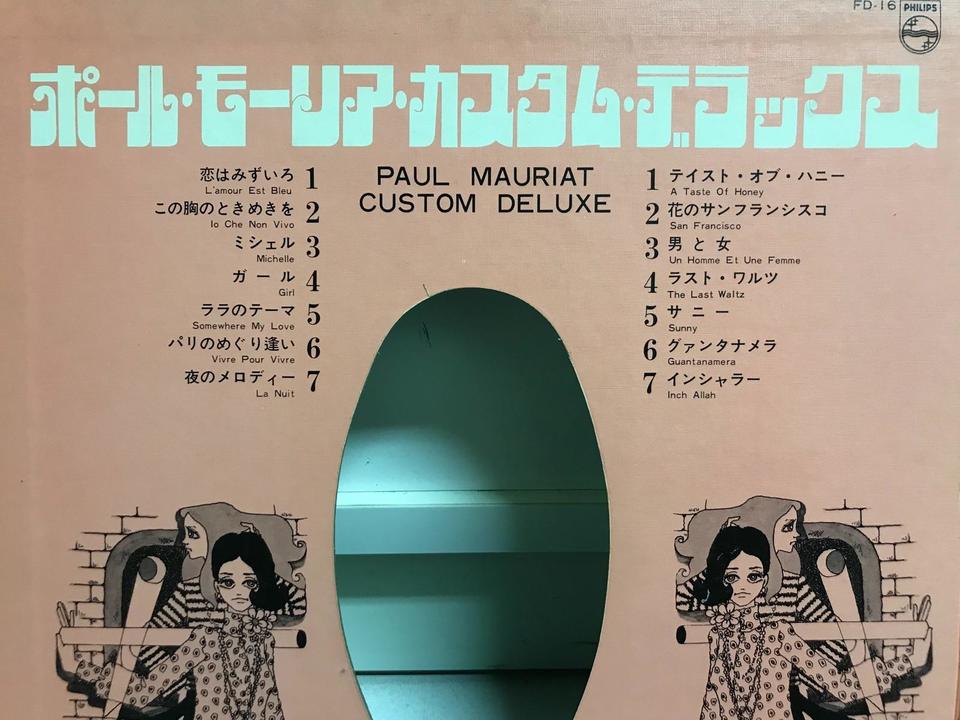 FD-16
PHILIPS
ポール・モーリア・カスタム・デラックス
PAUL MAURIAT
CUSTOM DELUXE
恋はみずいろ 1
L'amour Est Bleu
この胸のときめきを 2
Io Che Non Vivo
ミシェル 3
Michelle
ガール 4
Girl
ララのテーマ 5
Somewhere My Love
パリのめぐり逢い 6
Vivre Pour Vivre
夜のメロディー 7
La Nuit
1 テイスト・オブ・ハニー
A Taste Of Honey
2 花のサンフランシスコ
San Francisco
3 男と女
Un Homme Et Une Femme
4 ラスト・ワルツ
The Last Waltz
5 サニー
Sunny
6 グァンタナメラ
Guantanamera
7 インシャラー
Inch Allah